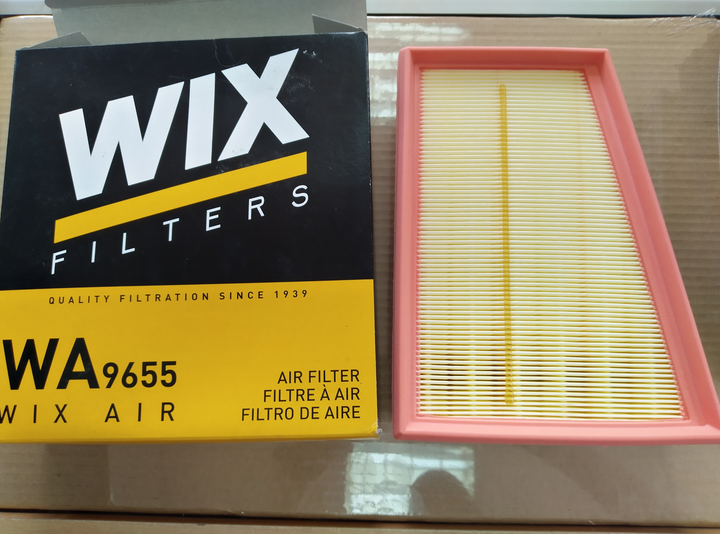 WIX
FILTERS
QUALITY FILTRATION SINCE 1939
WA9655
WIX AIR
AIR FILTER
FILTRE À AIR
FILTRO DE AIRE